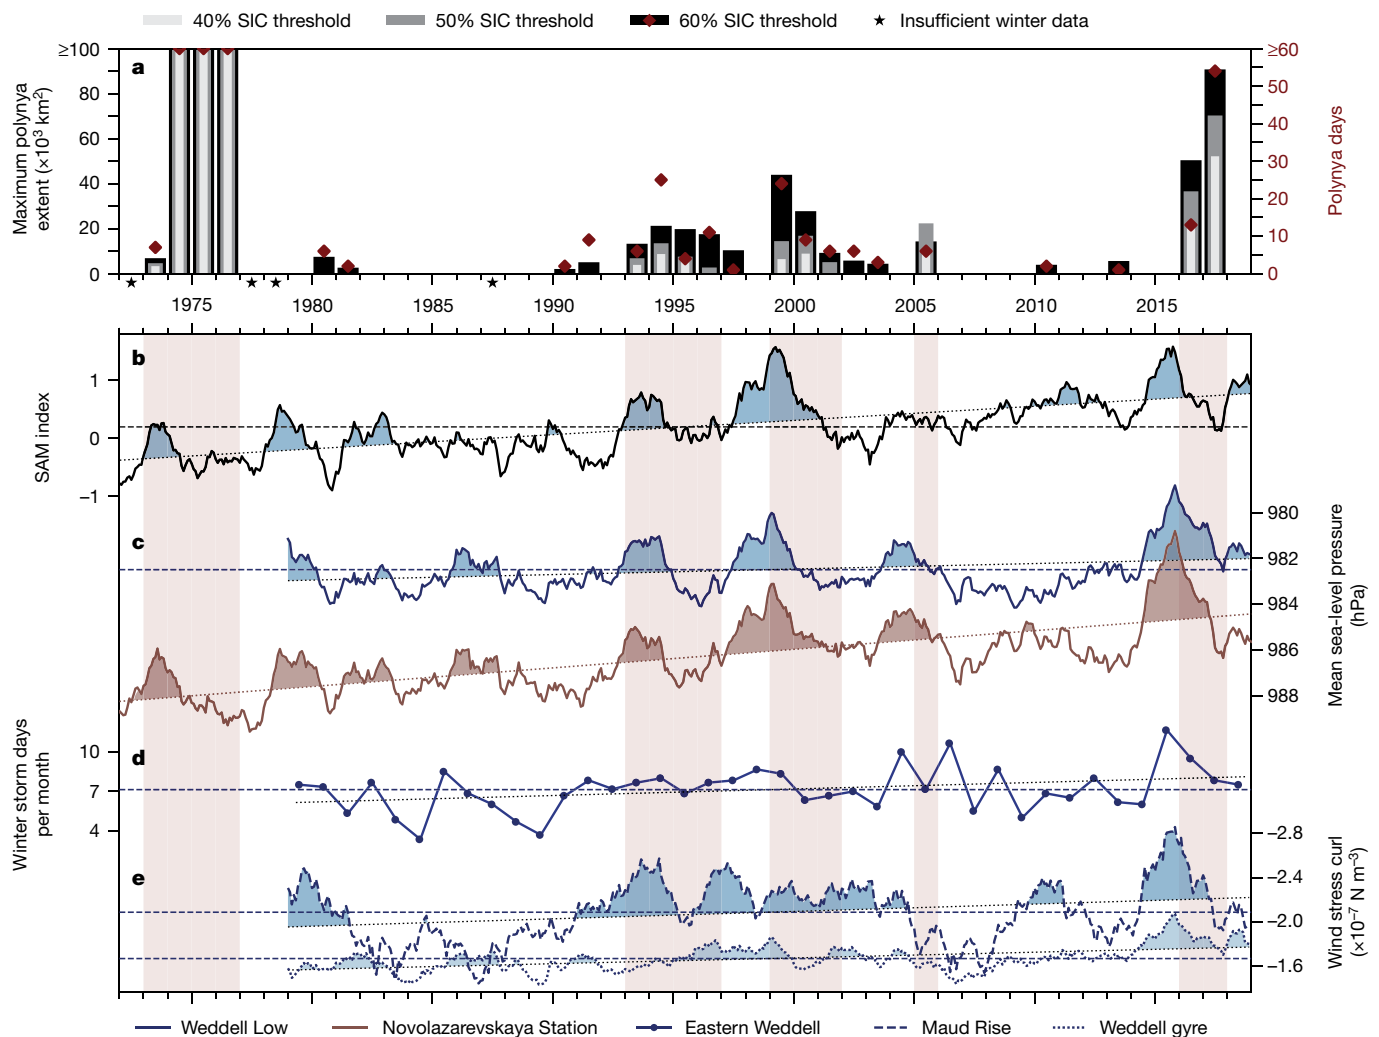 40% SIC threshold 50% SIC threshold 60% SIC threshold Insufficient winter data
a
Maximum polynya
extent (×10³ km²)
≥100
80
60
40
20
0
≥60
50
40
30
20
10
0
Polynya days
1975 1980 1985 1990 1995 2000 2005 2010 2015
b
SAM index
1
0
−1
c
980
982
984
986
988
Mean sea-level pressure
(hPa)
d
Winter storm days
per month
10
7
4
e
−2.8
−2.4
−2.0
−1.6
Wind stress curl
(×10⁻⁷ N m⁻³)
Weddell Low Novolazarevskaya Station Eastern Weddell Maud Rise Weddell gyre